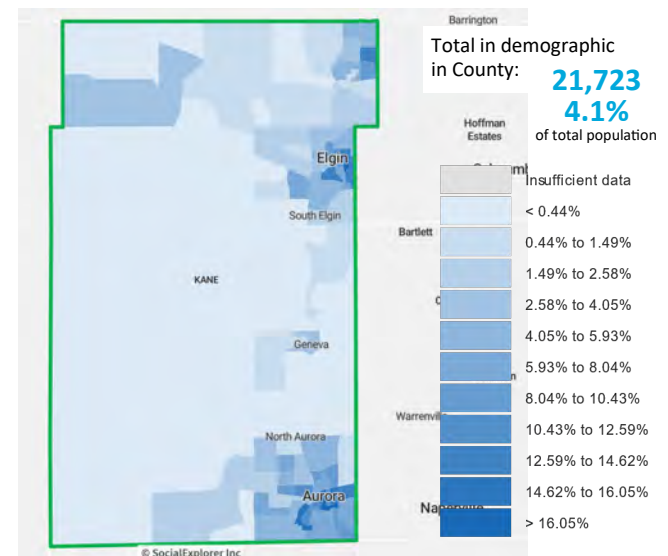 Barrington
Total in demographic
in County:
21,723
4.1%
of total population
Hoffman
Estates
Elgin
South Elgin
Bartlett
KANE
Geneva
Warrenvill
North Aurora
Aurora
Insufficient data
< 0.44%
0.44% to 1.49%
1.49% to 2.58%
2.58% to 4.05%
4.05% to 5.93%
5.93% to 8.04%
8.04% to 10.43%
10.43% to 12.59%
12.59% to 14.62%
14.62% to 16.05%
> 16.05%
© SocialExplorer Inc